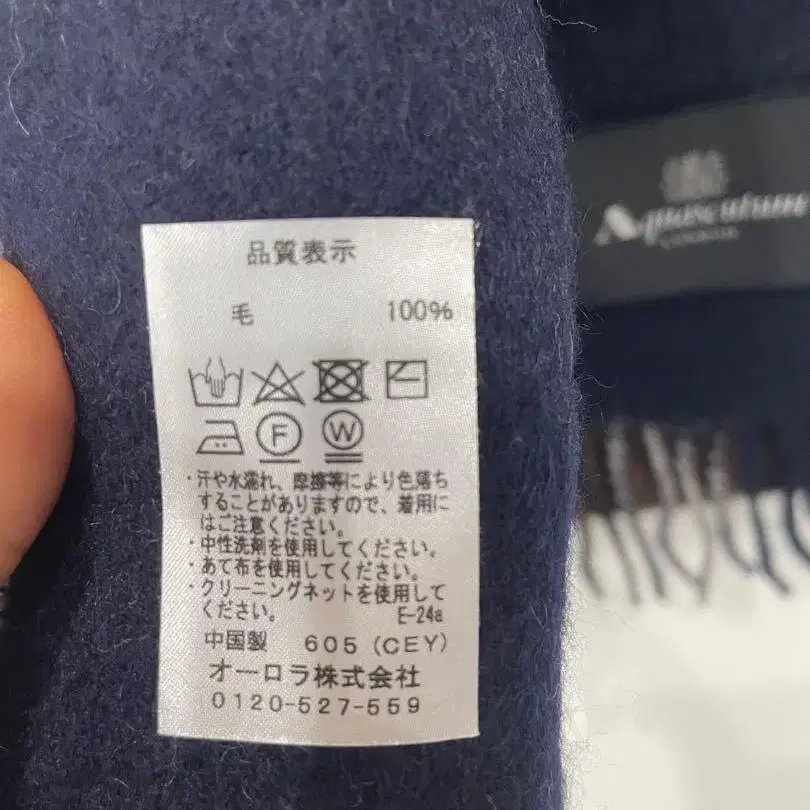 品質表示
毛 100%
F W
・汗や水濡れ、摩擦等により色落ち
することがありますので、着用に
はご注意ください。
・中性洗剤を使用してください。
・あて布を使用してください。
・クリーニングネットを使用して
ください。 E-24a
中国製 605 (CEY)
オーロラ株式会社
0120-527-559
Aquascutum
LONDON